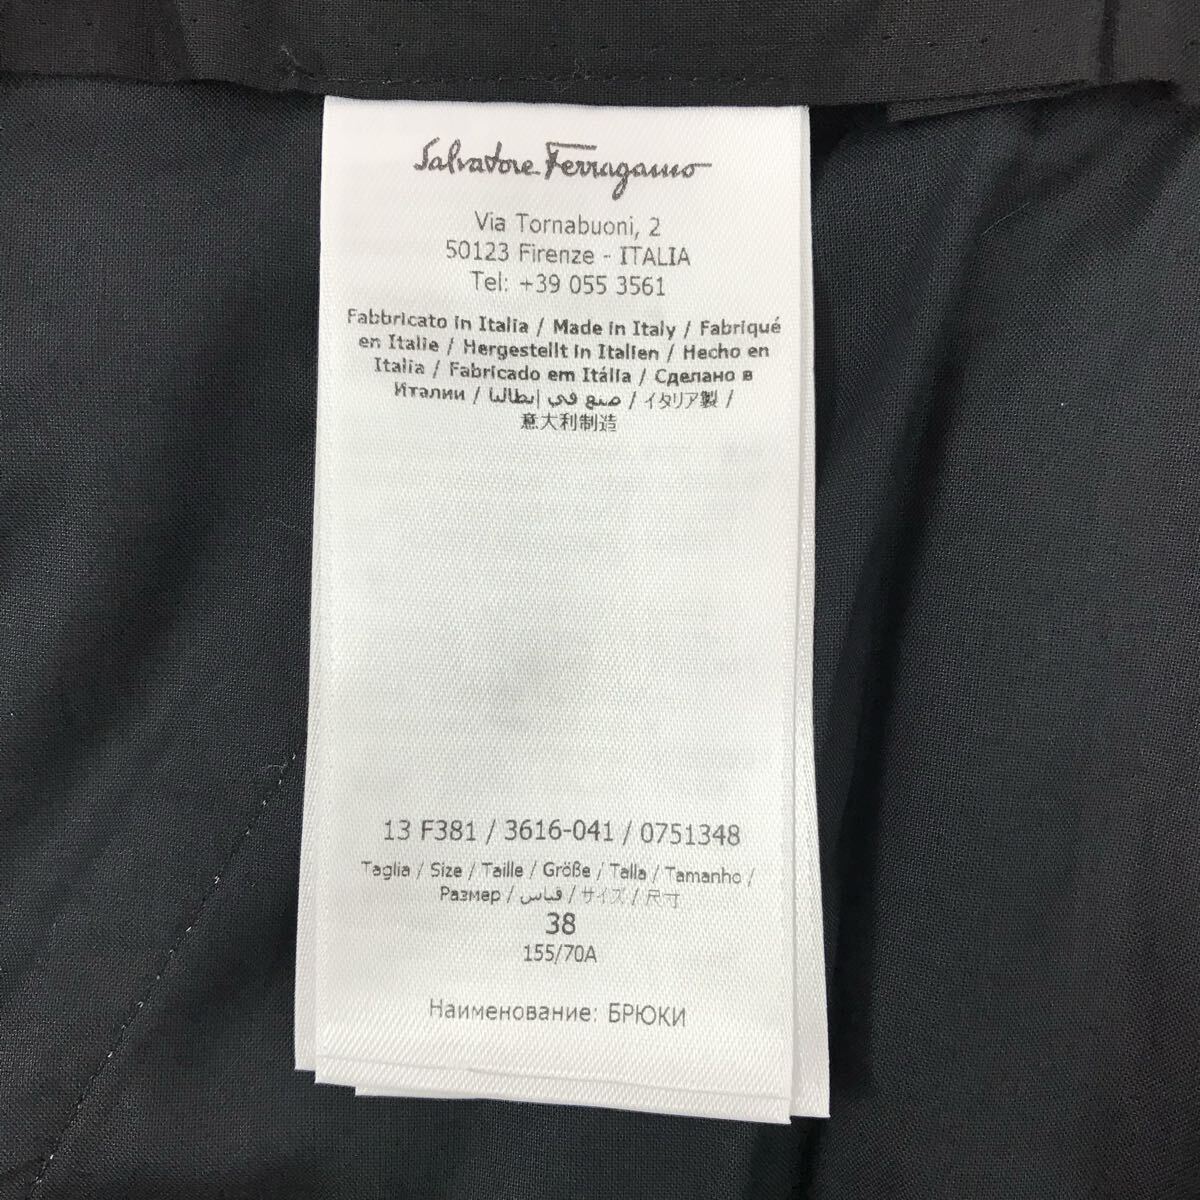 Salvatore Ferragamo
Via Tornabuoni, 2
50123 Firenze - ITALIA
Tel: +39 055 3561
Fabbricato in Italia / Made in Italy / Fabriqué
en Italie / Hergestellt in Italien / Hecho en
Italia / Fabricado em Itália / Сделано в
Италии / صنع في إيطاليا / イタリア製 /
意大利制造
13 F381 / 3616-041 / 0751348
Taglia / Size / Taille / Größe / Talla / Tamanho /
Размер / قياس / サイズ / 尺寸
38
155/70A
Наименование: БРЮКИ